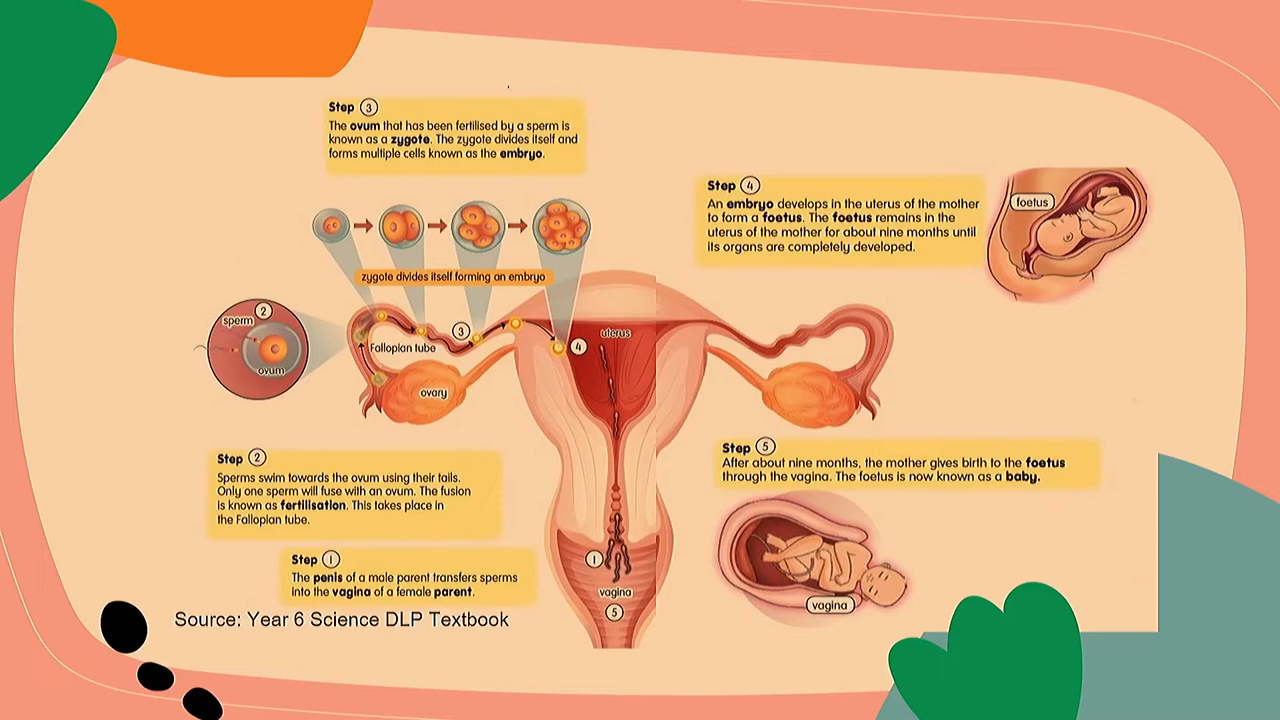 Step 3
The ovum that has been fertilised by a sperm is
known as a zygote. The zygote divides itself and
forms multiple cells known as the embryo.
zygote divides itself forming an embryo
Step 4
An embryo develops in the uterus of the mother
to form a foetus. The foetus remains in the
uterus of the mother for about nine months until
its organs are completely developed.
foetus
2
sperm
ovum
3
Fallopian tube
ovary
uterus
4
Step 2
Sperms swim towards the ovum using their tails.
Only one sperm will fuse with an ovum. The fusion
is known as fertilisation. This takes place in
the Fallopian tube.
Step 1
The penis of a male parent transfers sperms
into the vagina of a female parent.
1
vagina
5
Step 5
After about nine months, the mother gives birth to the foetus
through the vagina. The foetus is now known as a baby.
vagina
Source: Year 6 Science DLP Textbook